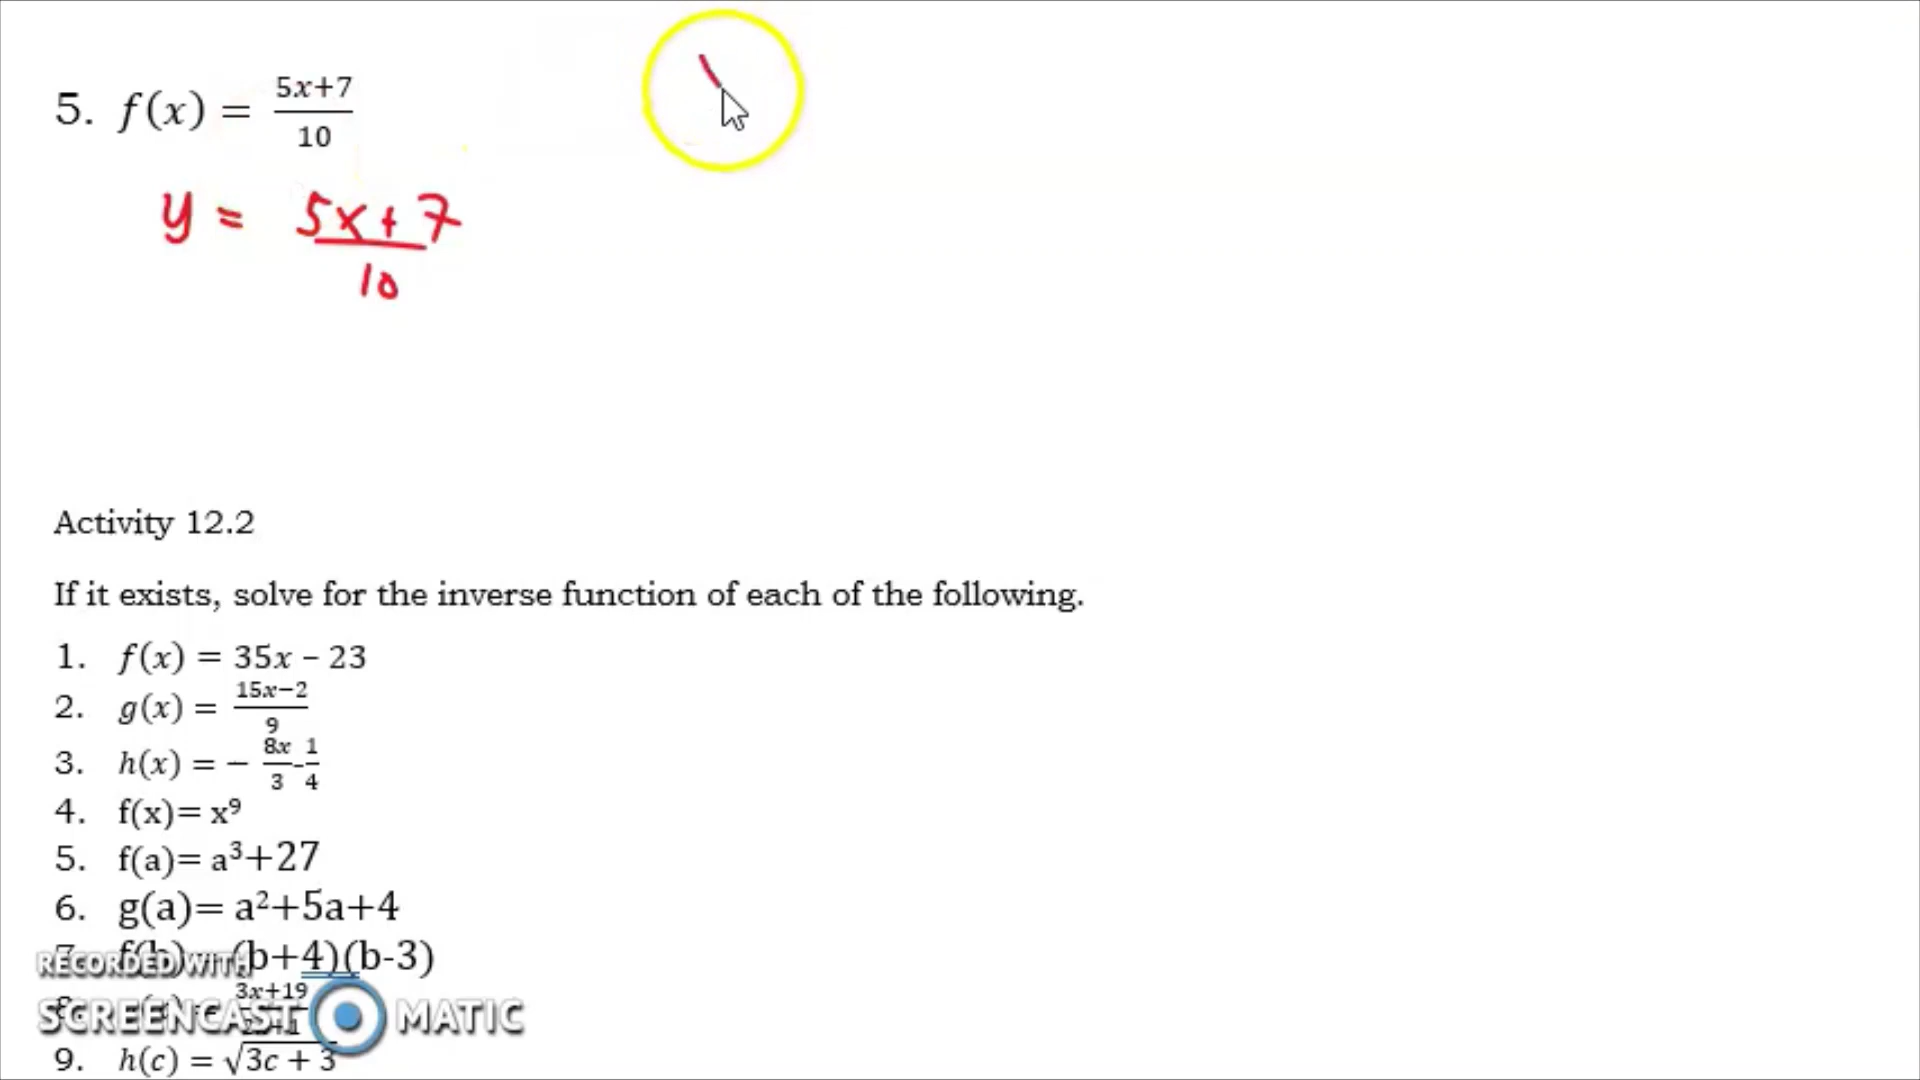 5. f(x) = 5x+7/10
y = 5x+7/10
Activity 12.2
If it exists, solve for the inverse function of each of the following.
1. f(x) = 35x – 23
2. g(x) = 15x−2/9
3. h(x) = − 8x/3 - 1/4
4. f(x)= x⁹
5. f(a)= a³+27
6. g(a)= a²+5a+4
7. f(b)= (b+4)(b-3)
RECORDED WITH
8. 3x+19
SCREENCAST MATIC
9. h(c) = √3c + 3